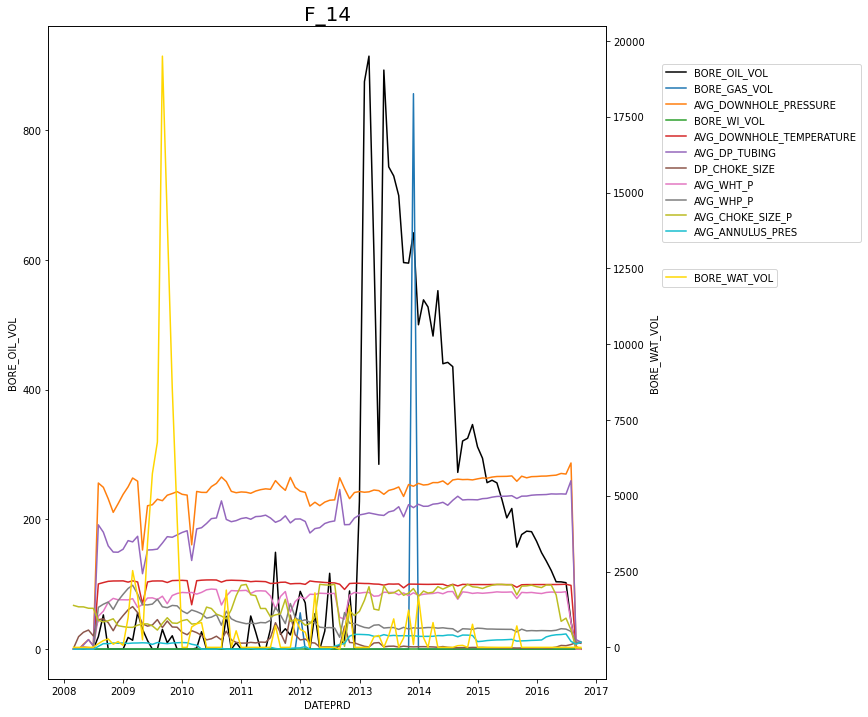 F_14
BORE_OIL_VOL
800
600
400
200
0
2008 2009 2010 2011 2012 2013 2014 2015 2016 2017
DATEPRD
20000
17500
15000
12500
10000
7500
5000
2500
0
BORE_WAT_VOL
BORE_OIL_VOL
BORE_GAS_VOL
AVG_DOWNHOLE_PRESSURE
BORE_WI_VOL
AVG_DOWNHOLE_TEMPERATURE
AVG_DP_TUBING
DP_CHOKE_SIZE
AVG_WHT_P
AVG_WHP_P
AVG_CHOKE_SIZE_P
AVG_ANNULUS_PRES
BORE_WAT_VOL